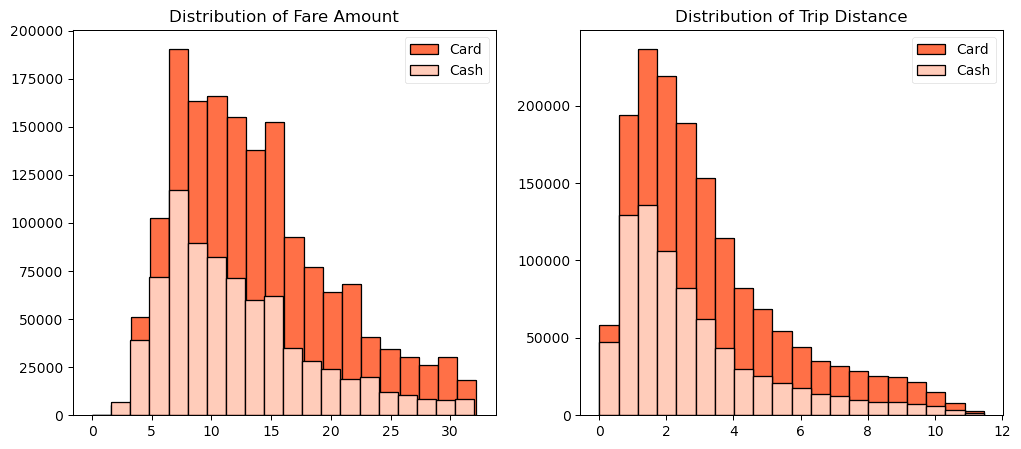 Distribution of Fare Amount
200000
175000
150000
125000
100000
75000
50000
25000
0
0 5 10 15 20 25 30
Card
Cash
Distribution of Trip Distance
200000
150000
100000
50000
0
0 2 4 6 8 10 12
Card
Cash